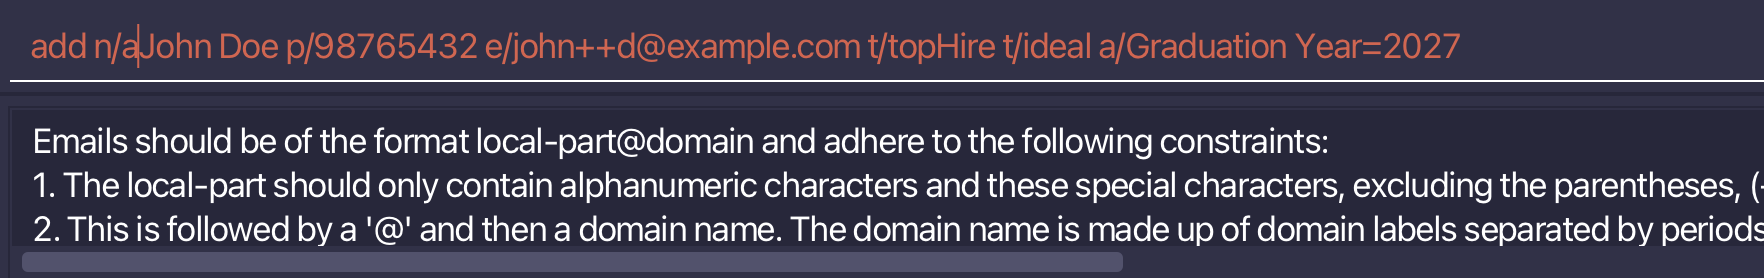 add n/aJohn Doe p/98765432 e/john++d@example.com t/topHire t/ideal a/Graduation Year=2027
Emails should be of the format local-part@domain and adhere to the following constraints:
1. The local-part should only contain alphanumeric characters and these special characters, excluding the parentheses, (
2. This is followed by a '@' and then a domain name. The domain name is made up of domain labels separated by periods